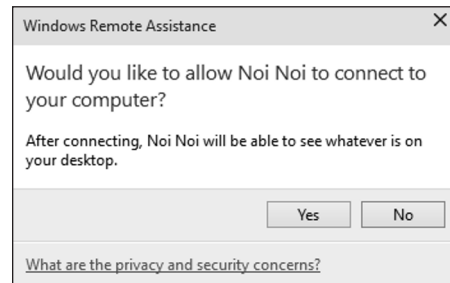 Windows Remote Assistance
Would you like to allow Noi Noi to connect to
your computer?
After connecting, Noi Noi will be able to see whatever is on
your desktop.
Yes No
What are the privacy and security concerns?